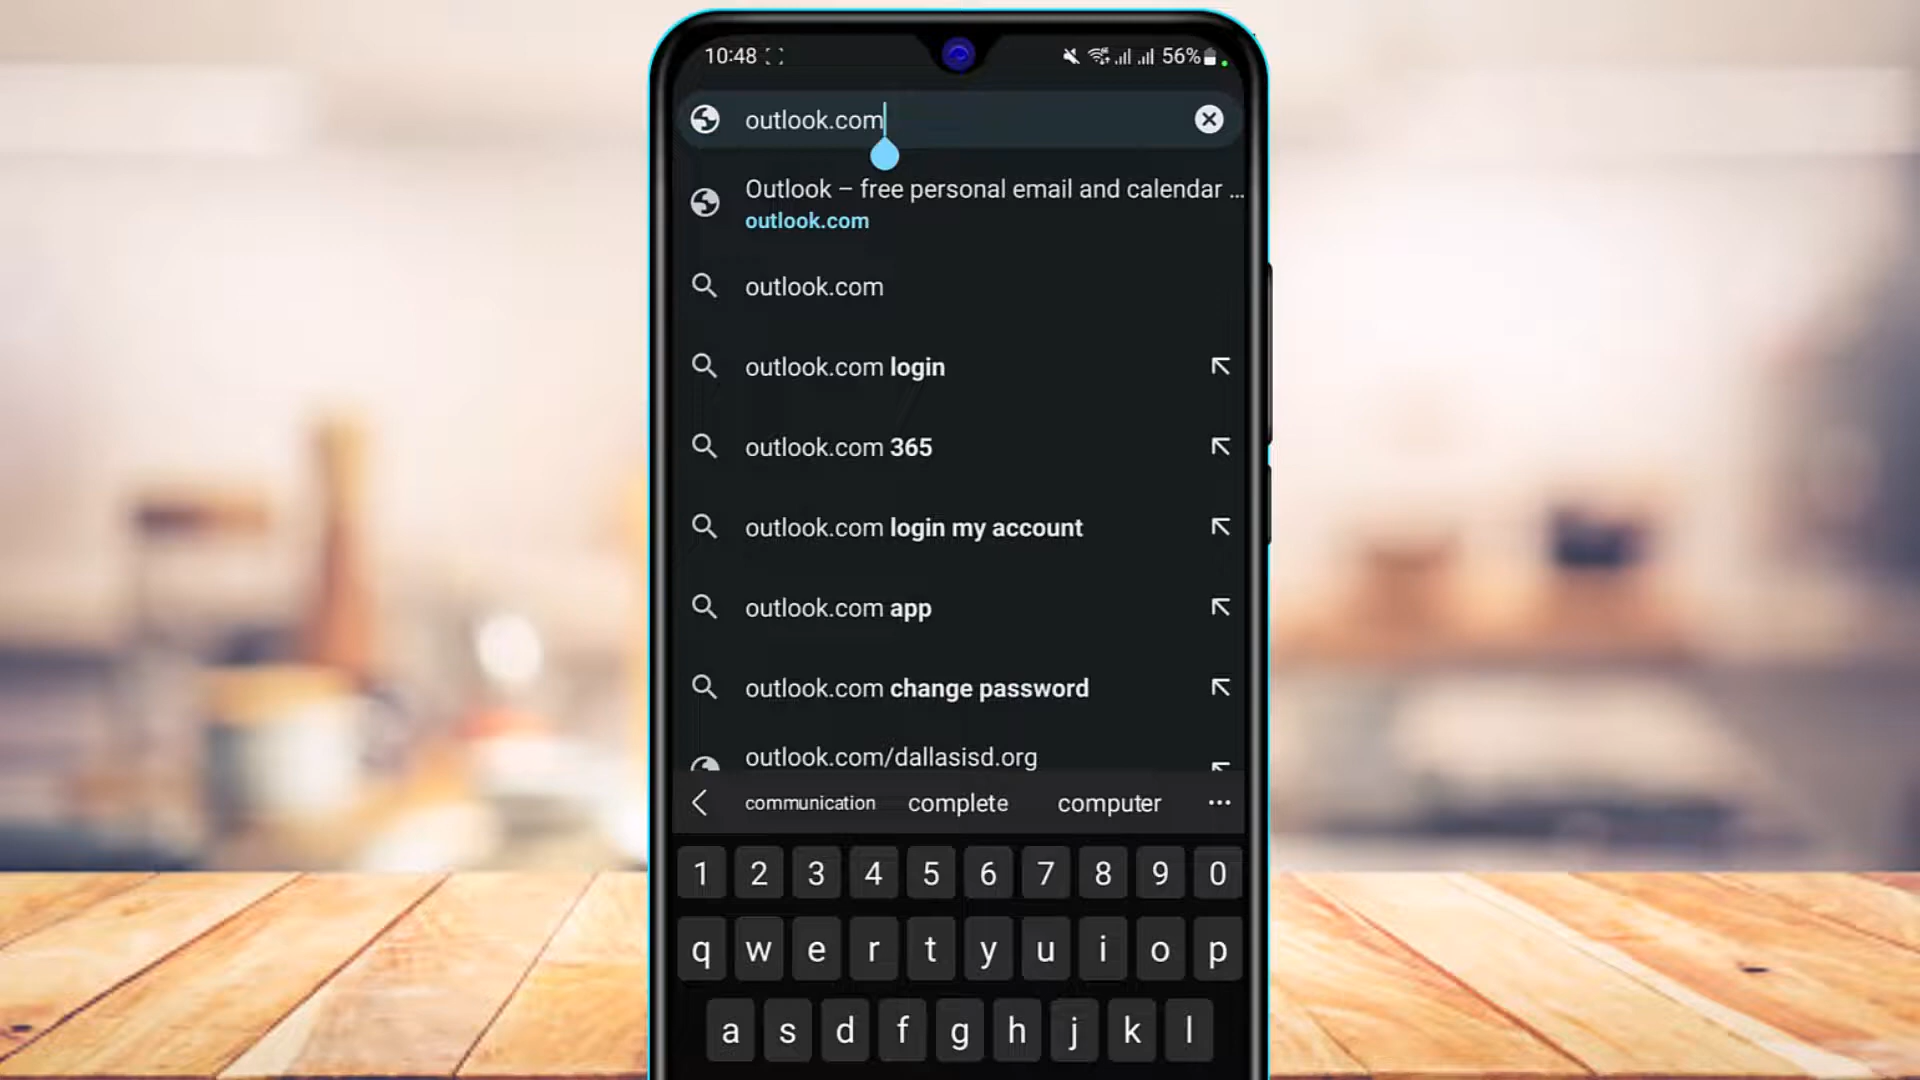 10:48
56%
outlook.com
Outlook – free personal email and calendar ...
outlook.com
outlook.com
outlook.com login
outlook.com 365
outlook.com login my account
outlook.com app
outlook.com change password
outlook.com/dallasisd.org
communication complete computer ...
1 2 3 4 5 6 7 8 9 0
q w e r t y u i o p
a s d f g h j k l